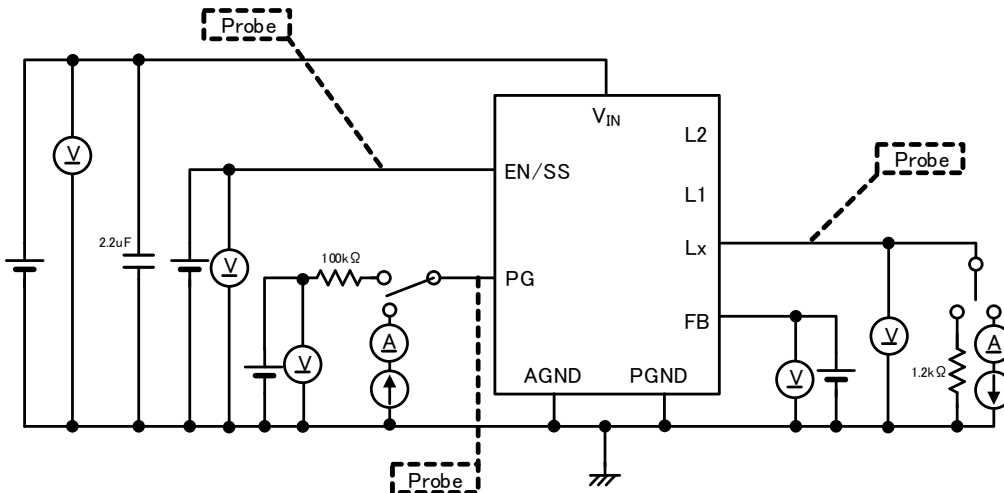 Probe
V_IN
L2
V
EN/SS
Probe
L1
2.2uF
V
100kΩ
Lx
PG
FB
A
V
V
V
A
1.2kΩ
AGND
PGND
Probe